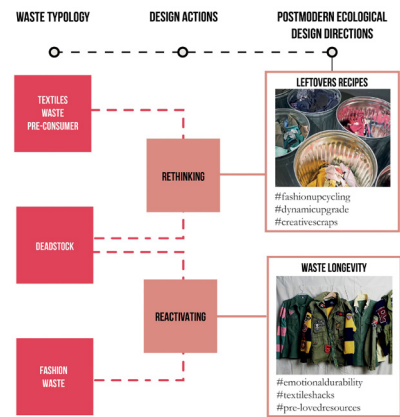 WASTE TYPOLOGY
DESIGN ACTIONS
POSTMODERN ECOLOGICAL
DESIGN DIRECTIONS
TEXTILES
WASTE
PRE-CONSUMER
DEADSTOCK
FASHION
WASTE
RETHINKING
REACTIVATING
LEFTOVERS RECIPES
#fashionupcycling
#dynamicupgrade
#creativescraps
WASTE LONGEVITY
#emotionaldurability
#textileshacks
#pre-lovedresources